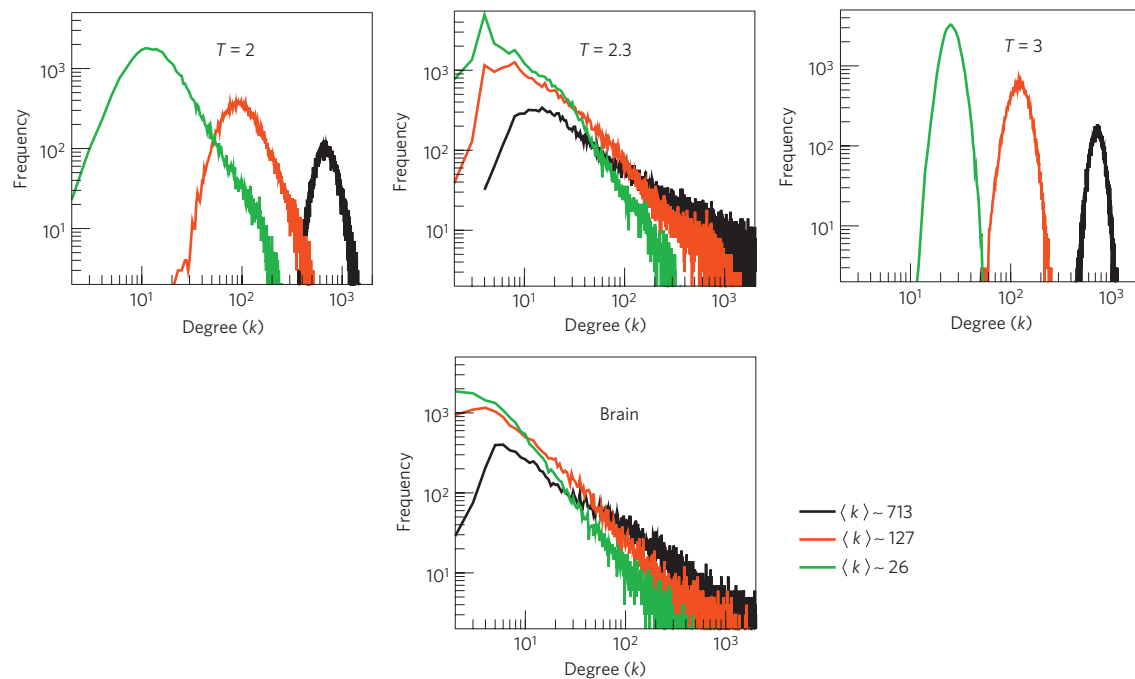 T = 2
Frequency
10³
10²
10¹
10¹
10²
10³
Degree (k)
T = 2.3
Frequency
10³
10²
10¹
10¹
10²
10³
Degree (k)
T = 3
Frequency
10³
10²
10¹
10¹
10²
10³
Degree (k)
Brain
Frequency
10³
10²
10¹
10¹
10²
10³
Degree (k)
⟨k⟩ ~ 713
⟨k⟩ ~ 127
⟨k⟩ ~ 26